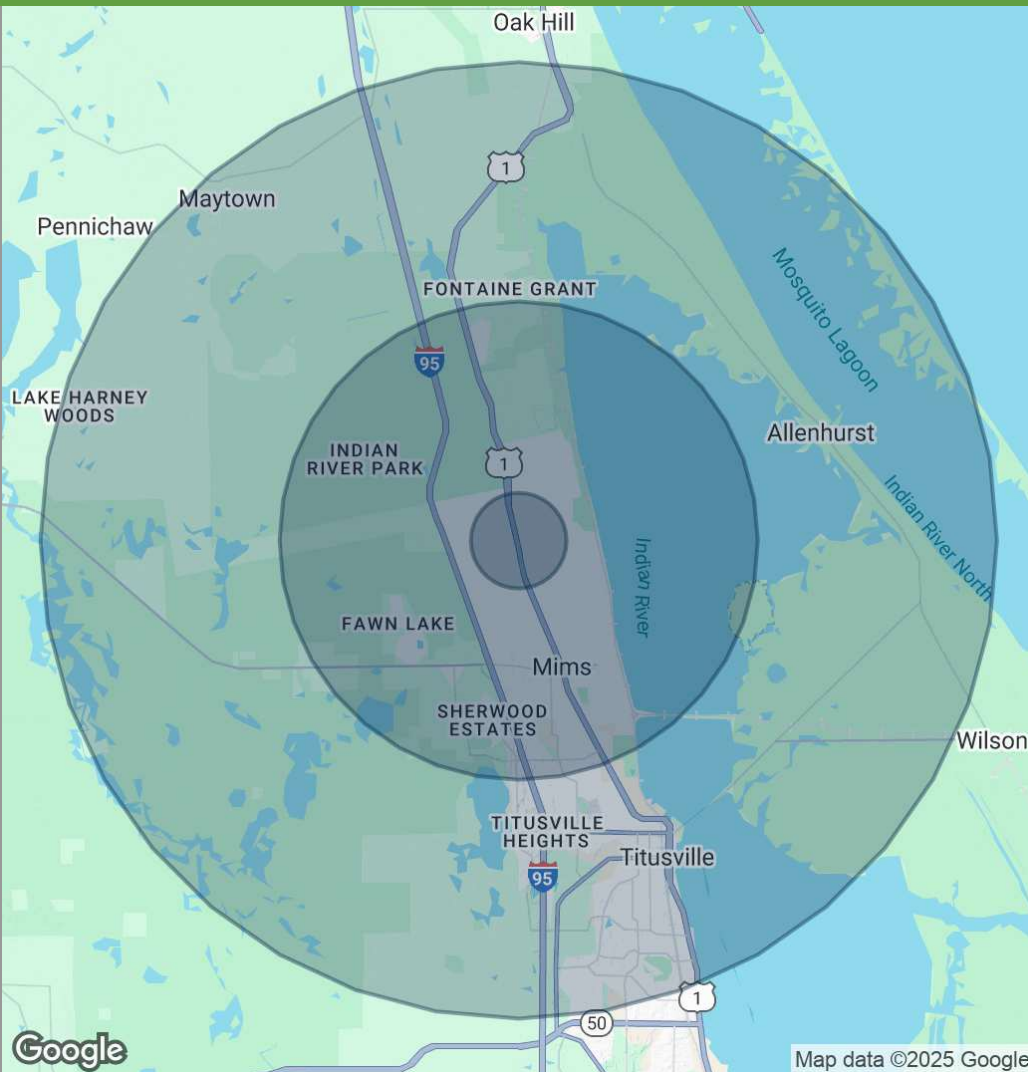 Oak Hill
1
Maytown
Pennichaw
Mosquito Lagoon
FONTAINE GRANT
95
LAKE HARNEY
WOODS
Allenhurst
INDIAN
RIVER PARK
1
Indian River North
Indian River
FAWN LAKE
Mims
SHERWOOD
ESTATES
Wilson
TITUSVILLE
HEIGHTS
Titusville
95
1
50
Google
Map data ©2025 Google